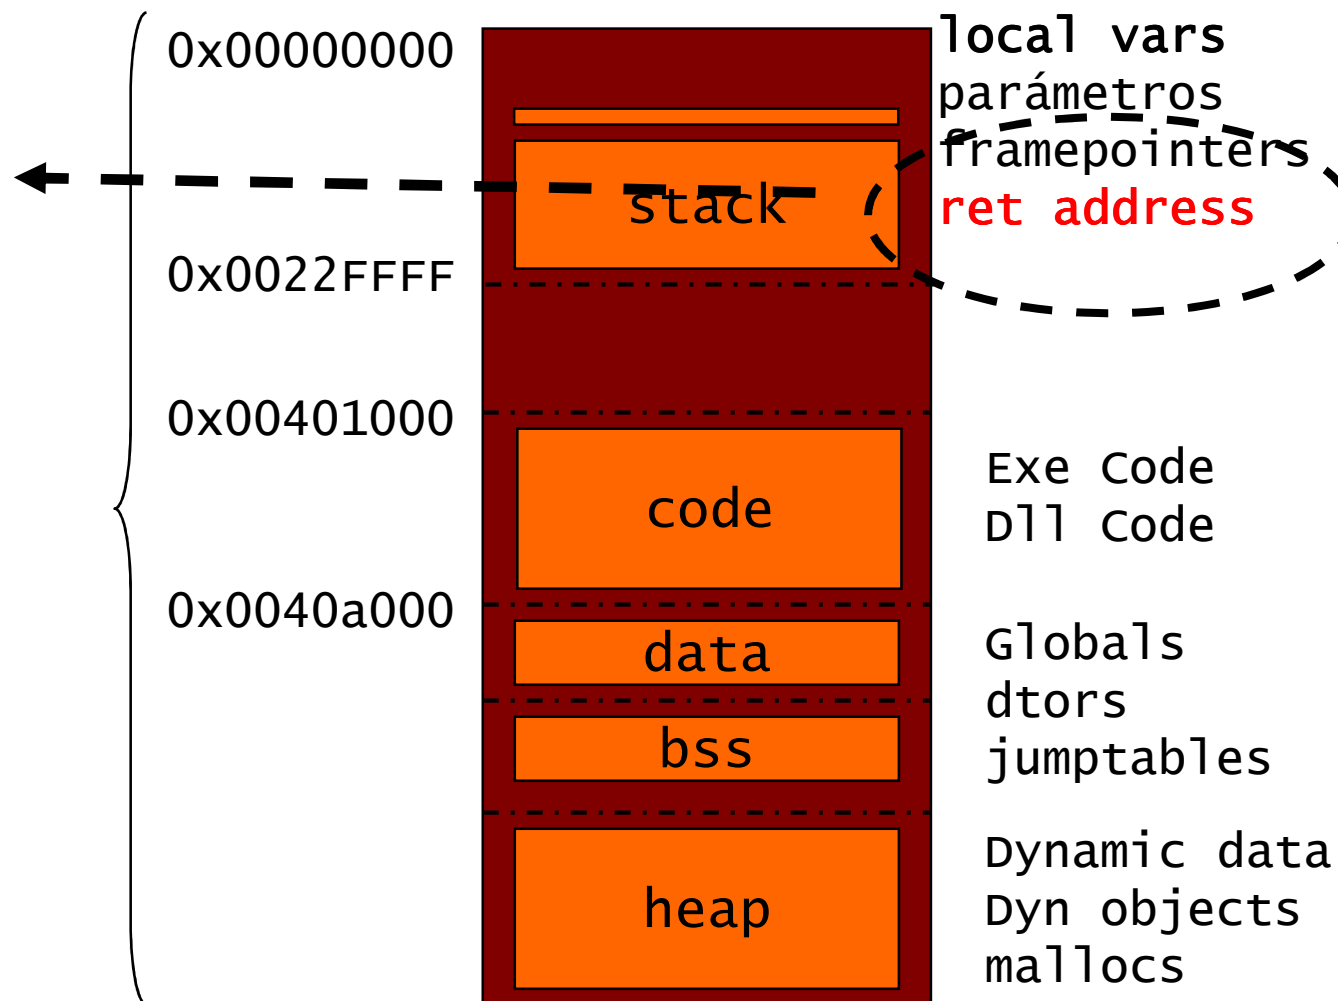 0x00000000
local vars
parámetros
framepointers
stack
ret address
0x0022FFFF
0x00401000
code
Exe Code
Dll Code
0x0040a000
data
Globals
dtors
bss
jumptables
heap
Dynamic data
Dyn objects
mallocs